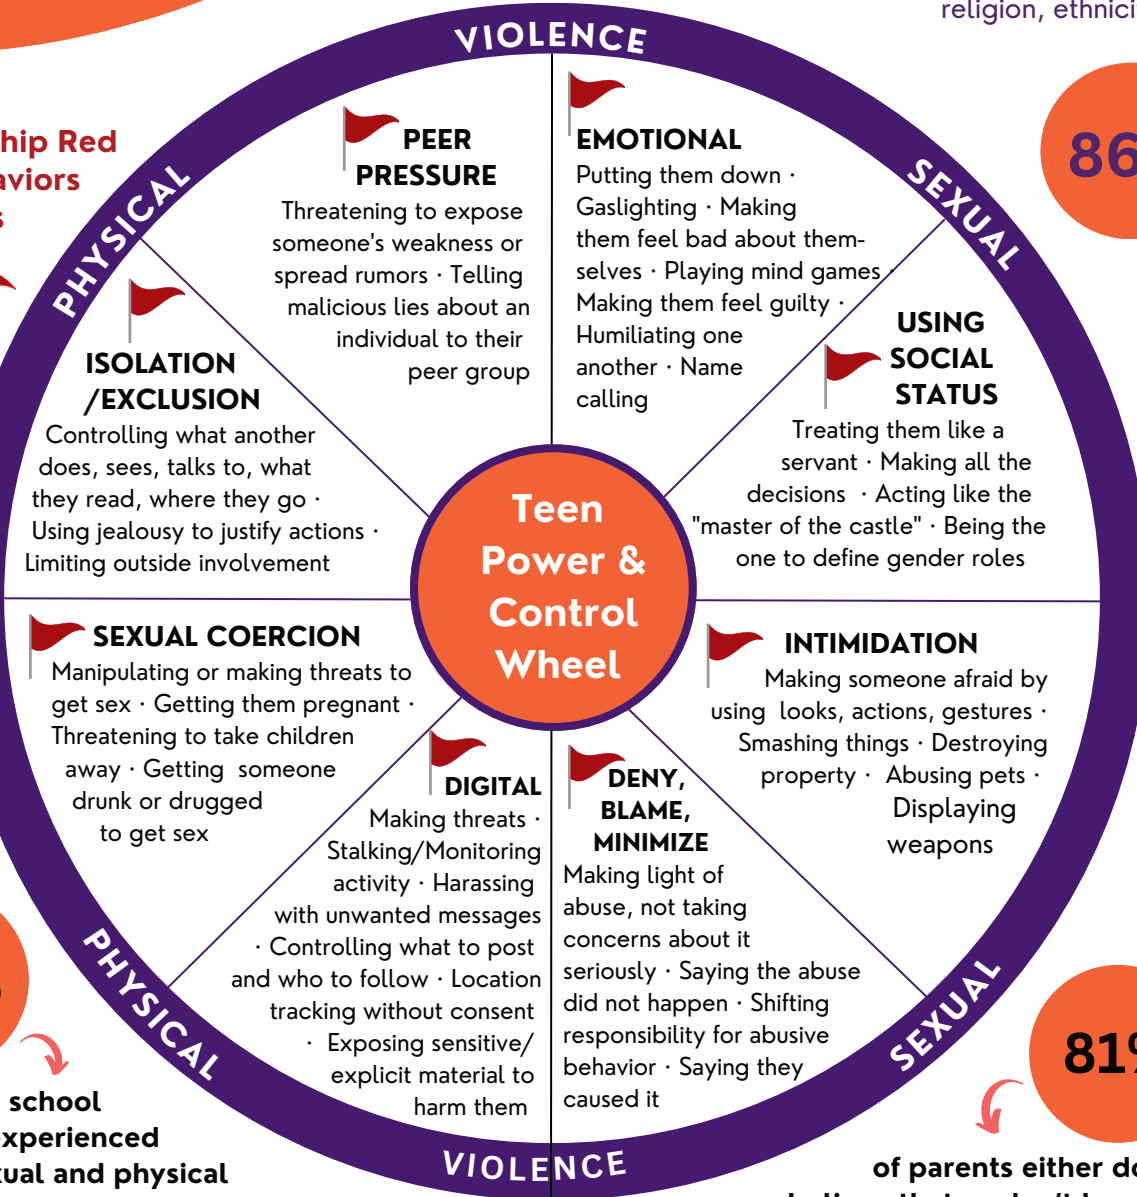 religion, ethnici
86
hip Red
aviors
s
VIOLENCE
PHYSICAL
SEXUAL
PEER
PRESSURE
Threatening to expose
someone's weakness or
spread rumors · Telling
malicious lies about an
individual to their
peer group
EMOTIONAL
Putting them down ·
Gaslighting · Making
them feel bad about them-
selves · Playing mind games ·
Making them feel guilty ·
Humiliating one
another · Name
calling
ISOLATION
/EXCLUSION
Controlling what another
does, sees, talks to, what
they read, where they go ·
Using jealousy to justify actions ·
Limiting outside involvement
USING
SOCIAL
STATUS
Treating them like a
servant · Making all the
decisions · Acting like the
"master of the castle" · Being the
one to define gender roles
Teen
Power &
Control
Wheel
SEXUAL COERCION
Manipulating or making threats to
get sex · Getting them pregnant ·
Threatening to take children
away · Getting someone
drunk or drugged
to get sex
INTIMIDATION
Making someone afraid by
using looks, actions, gestures ·
Smashing things · Destroying
property · Abusing pets ·
Displaying
weapons
DIGITAL
Making threats ·
Stalking/Monitoring
activity · Harassing
with unwanted messages
· Controlling what to post
and who to follow · Location
tracking without consent
· Exposing sensitive/
explicit material to
harm them
DENY,
BLAME,
MINIMIZE
Making light of
abuse, not taking
concerns about it
seriously · Saying the abuse
did not happen · Shifting
responsibility for abusive
behavior · Saying they
caused it
PHYSICAL
SEXUAL
VIOLENCE
school
xperienced
xual and physical
81%
of parents either do